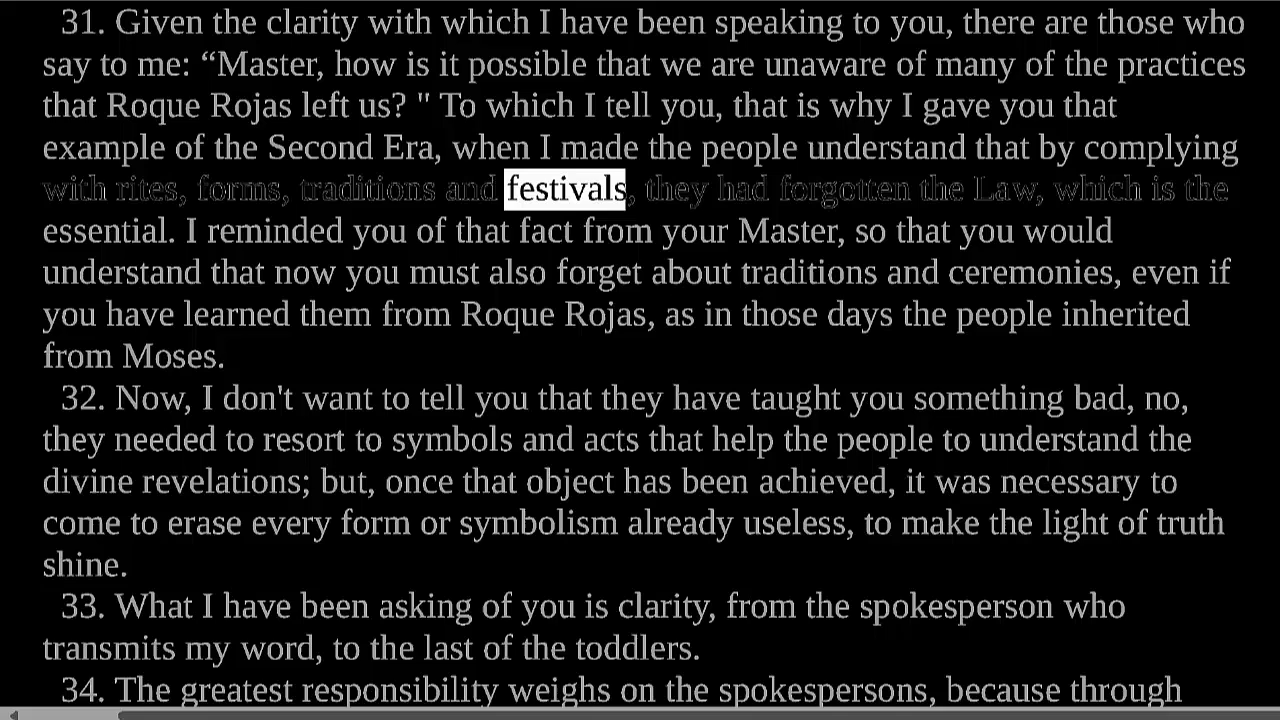 31. Given the clarity with which I have been speaking to you, there are those who
say to me: “Master, how is it possible that we are unaware of many of the practices
that Roque Rojas left us? " To which I tell you, that is why I gave you that
example of the Second Era, when I made the people understand that by complying
with rites, forms, traditions and festivals, they had forgotten the Law, which is the
essential. I reminded you of that fact from your Master, so that you would
understand that now you must also forget about traditions and ceremonies, even if
you have learned them from Roque Rojas, as in those days the people inherited
from Moses.
32. Now, I don't want to tell you that they have taught you something bad, no,
they needed to resort to symbols and acts that help the people to understand the
divine revelations; but, once that object has been achieved, it was necessary to
come to erase every form or symbolism already useless, to make the light of truth
shine.
33. What I have been asking of you is clarity, from the spokesperson who
transmits my word, to the last of the toddlers.
34. The greatest responsibility weighs on the spokespersons, because through